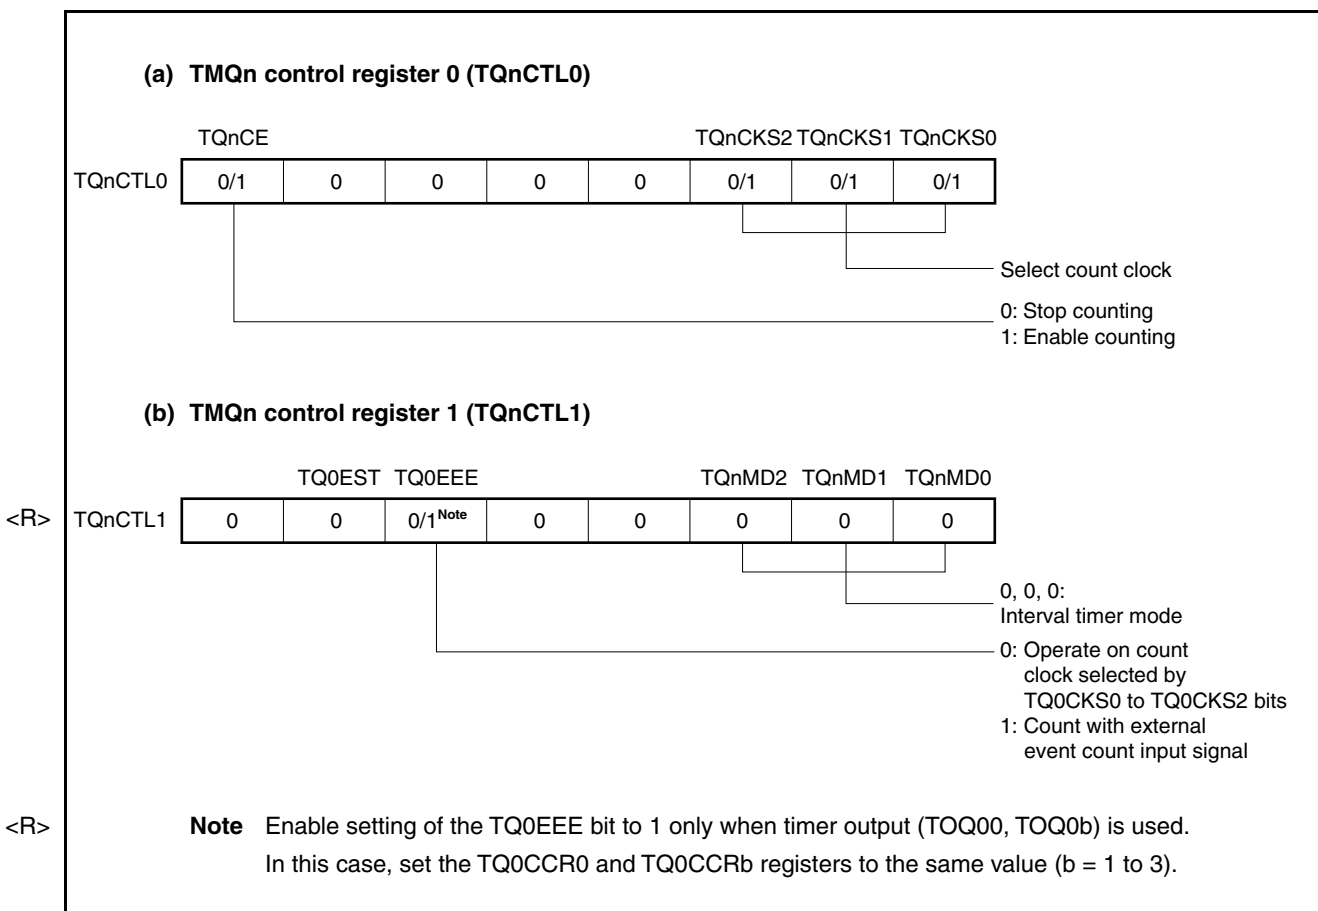 (a) TMQn control register 0 (TQnCTL0)
TQnCE TQnCKS2 TQnCKS1 TQnCKS0
TQnCTL0 0/1 0 0 0 0 0/1 0/1 0/1
Select count clock
0: Stop counting
1: Enable counting
(b) TMQn control register 1 (TQnCTL1)
TQ0EST TQ0EEE TQnMD2 TQnMD1 TQnMD0
<R> TQnCTL1 0 0 0/1Note 0 0 0 0 0
0, 0, 0:
Interval timer mode
0: Operate on count
clock selected by
TQ0CKS0 to TQ0CKS2 bits
1: Count with external
event count input signal
<R> Note Enable setting of the TQ0EEE bit to 1 only when timer output (TOQ00, TOQ0b) is used.
In this case, set the TQ0CCR0 and TQ0CCRb registers to the same value (b = 1 to 3).